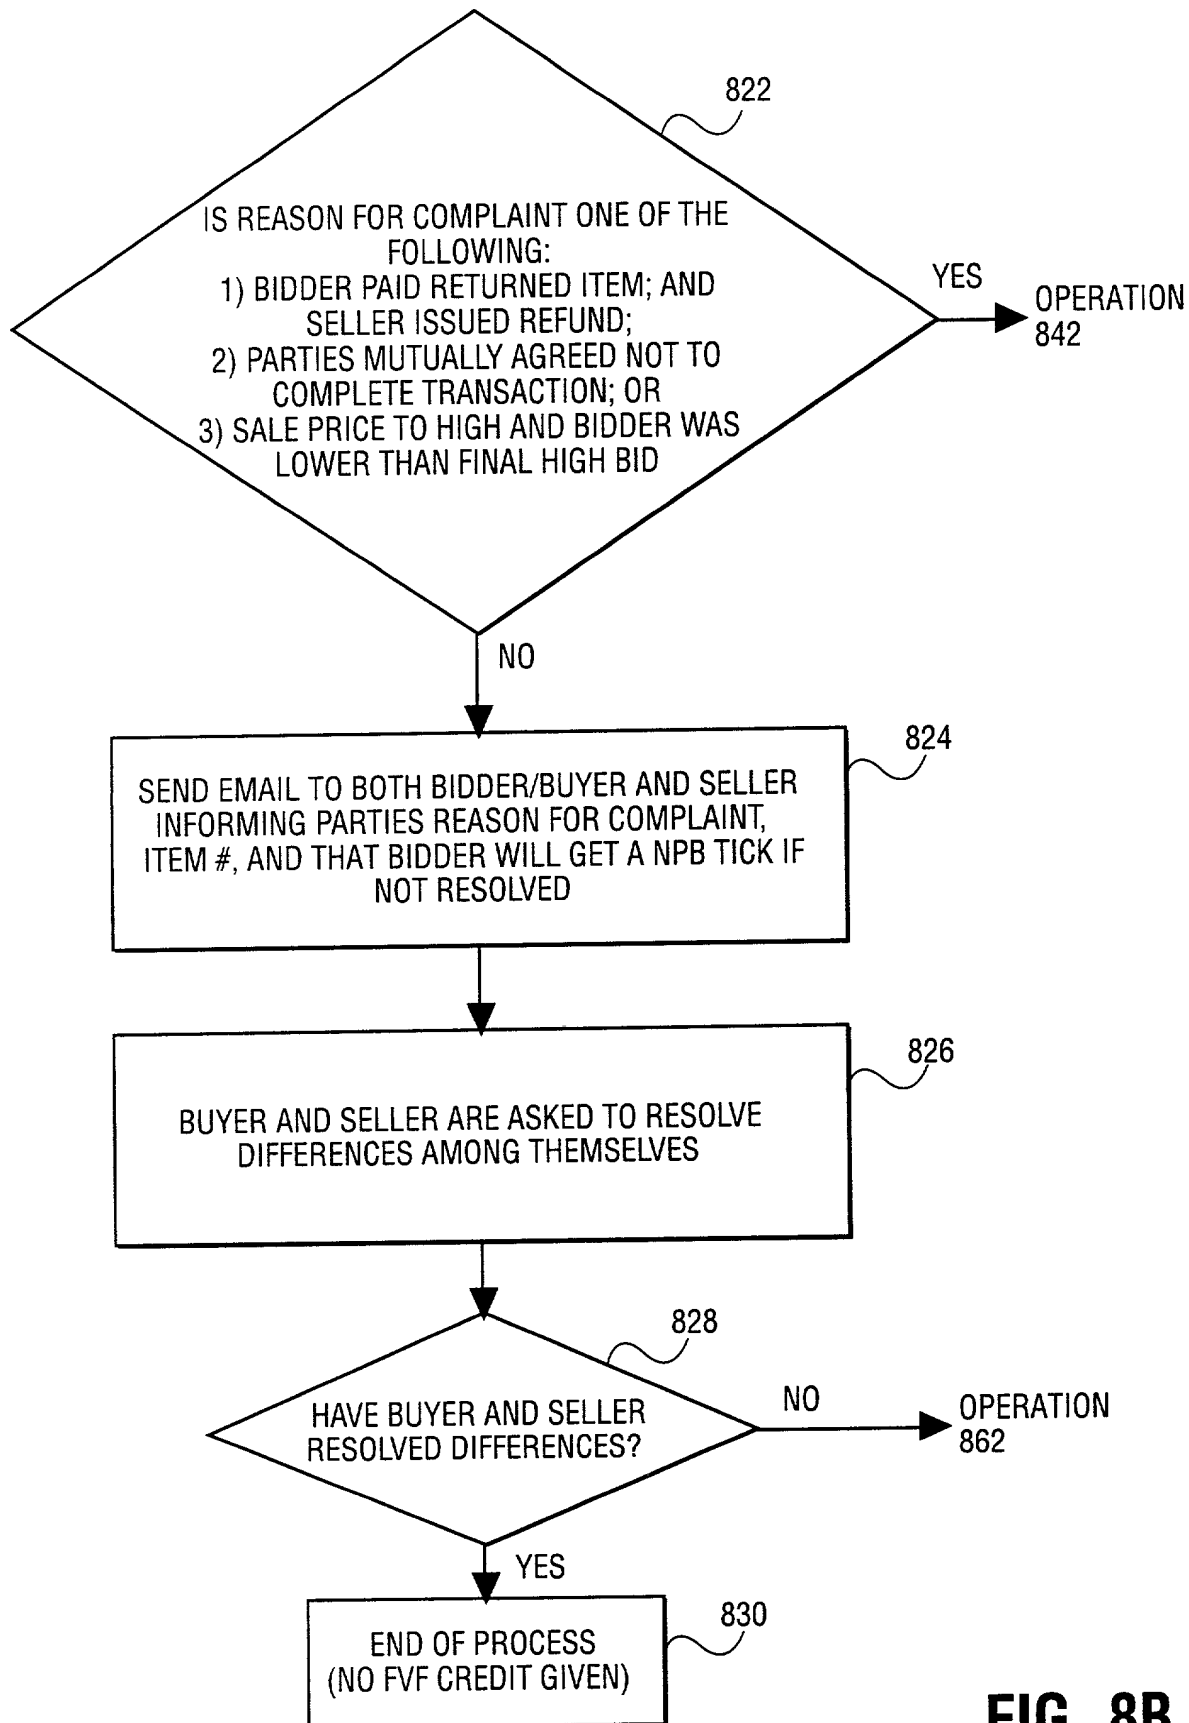 822
IS REASON FOR COMPLAINT ONE OF THE
FOLLOWING:
1) BIDDER PAID RETURNED ITEM; AND
SELLER ISSUED REFUND;
2) PARTIES MUTUALLY AGREED NOT TO
COMPLETE TRANSACTION; OR
3) SALE PRICE TO HIGH AND BIDDER WAS
LOWER THAN FINAL HIGH BID
YES
OPERATION
842
NO
824
SEND EMAIL TO BOTH BIDDER/BUYER AND SELLER
INFORMING PARTIES REASON FOR COMPLAINT,
ITEM #, AND THAT BIDDER WILL GET A NPB TICK IF
NOT RESOLVED
826
BUYER AND SELLER ARE ASKED TO RESOLVE
DIFFERENCES AMONG THEMSELVES
828
HAVE BUYER AND SELLER
RESOLVED DIFFERENCES?
NO
OPERATION
862
YES
830
END OF PROCESS
(NO FVF CREDIT GIVEN)
FIG. 8B